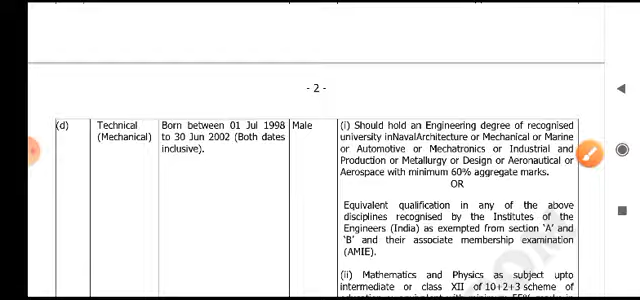 - 2 -
(d) Technical (Mechanical)
Born between 01 Jul 1998 to 30 Jun 2002 (Both dates inclusive).
Male
(i) Should hold an Engineering degree of recognised
university inNavalArchitecture or Mechanical or Marine
or Automotive or Mechatronics or Industrial and
Production or Metallurgy or Design or Aeronautical or
Aerospace with minimum 60% aggregate marks.
OR
Equivalent qualification in any of the above
disciplines recognised by the Institutes of the
Engineers (India) as exempted from section 'A' and
'B' and their associate membership examination
(AMIE).
(ii) Mathematics and Physics as subject upto
intermediate or class XII of 10+2+3 scheme of